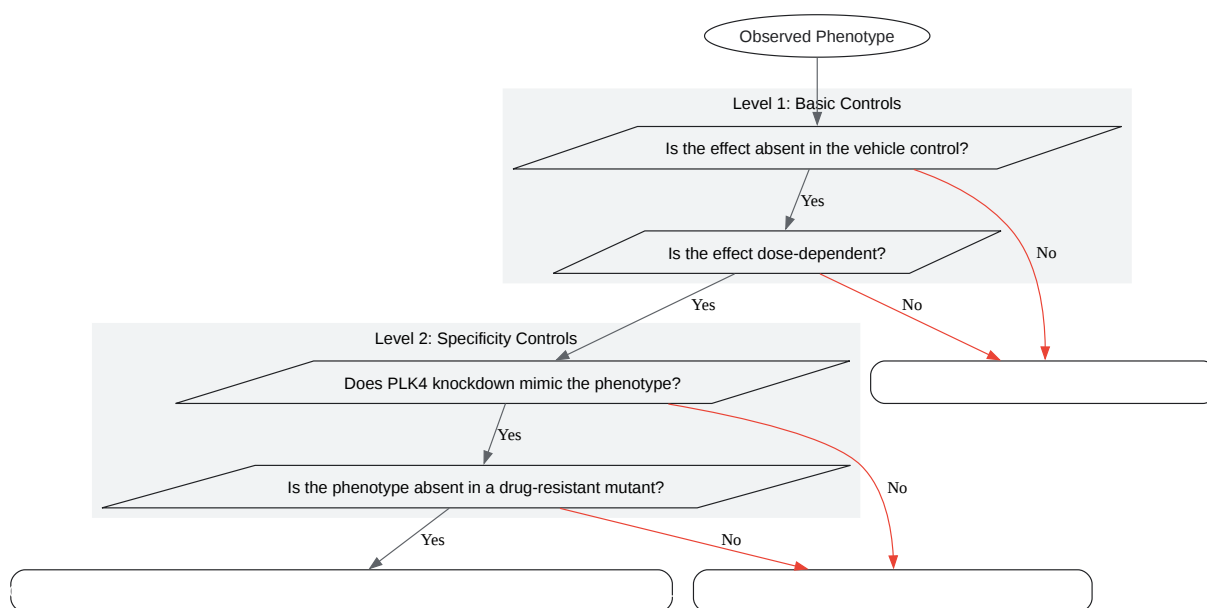 Observed Phenotype
Level 1: Basic Controls
Is the effect absent in the vehicle control?
Yes
Is the effect dose-dependent?
No
Yes
No
Level 2: Specificity Controls
Does PLK4 knockdown mimic the phenotype?
Yes
Is the phenotype absent in a drug-resistant mutant?
No
Yes
No